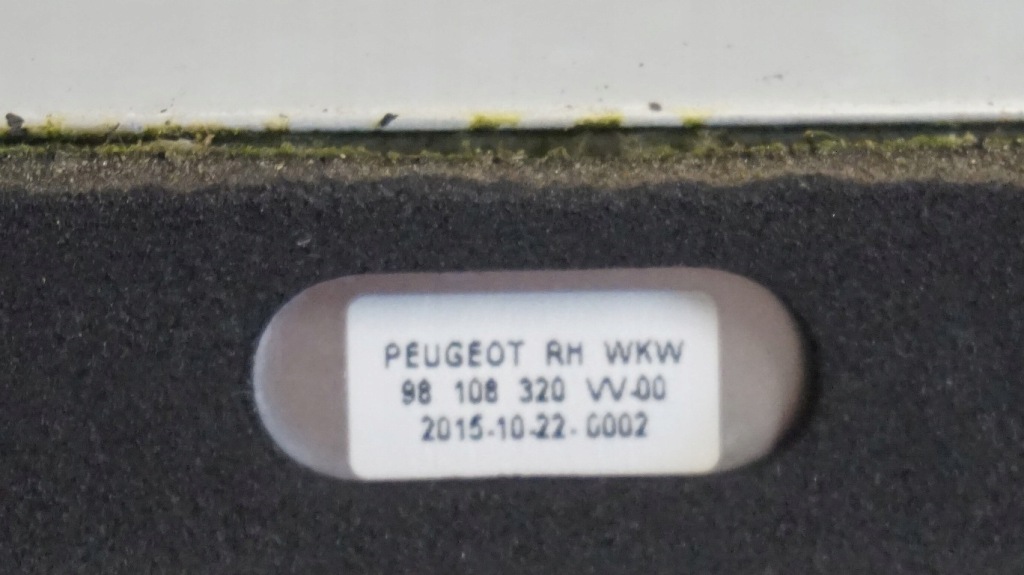 PEUGEOT RH WKW
98 108 320 VV-00
2015-10-22-0002